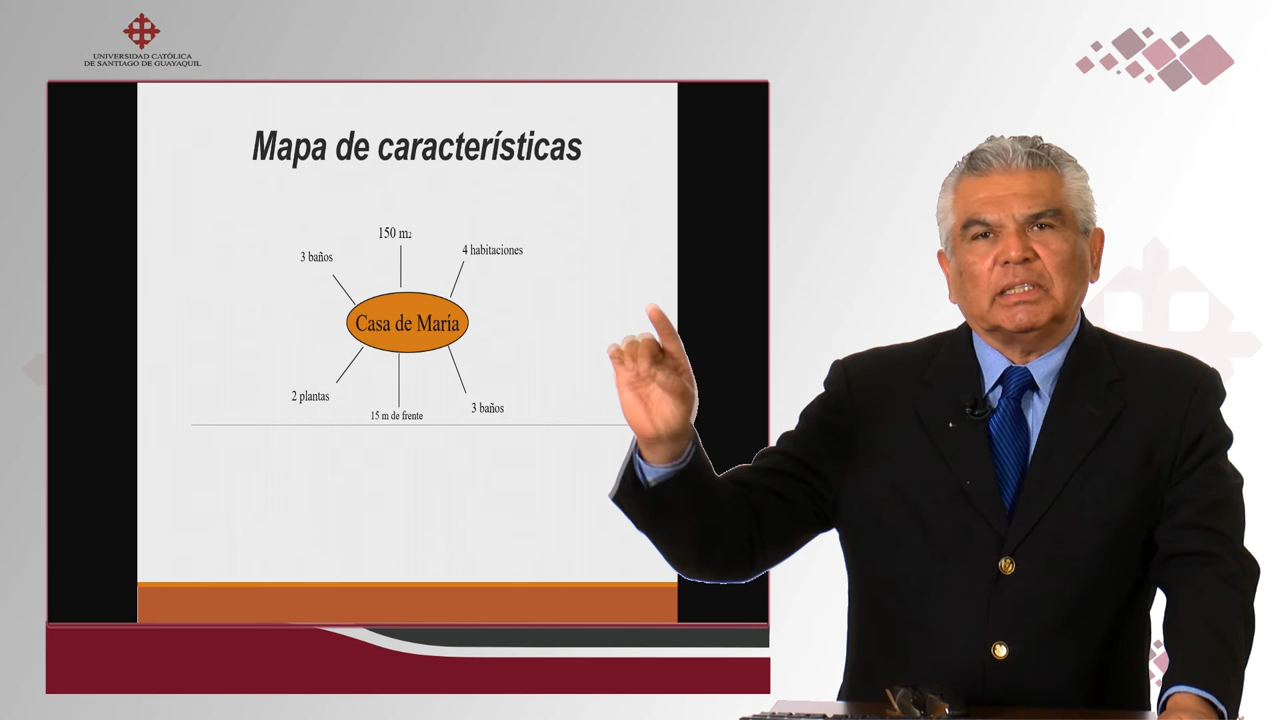 UNIVERSIDAD CATÓLICA
DE SANTIAGO DE GUAYAQUIL
Mapa de características
150 m2
3 baños
4 habitaciones
Casa de María
2 plantas
15 m de frente
3 baños